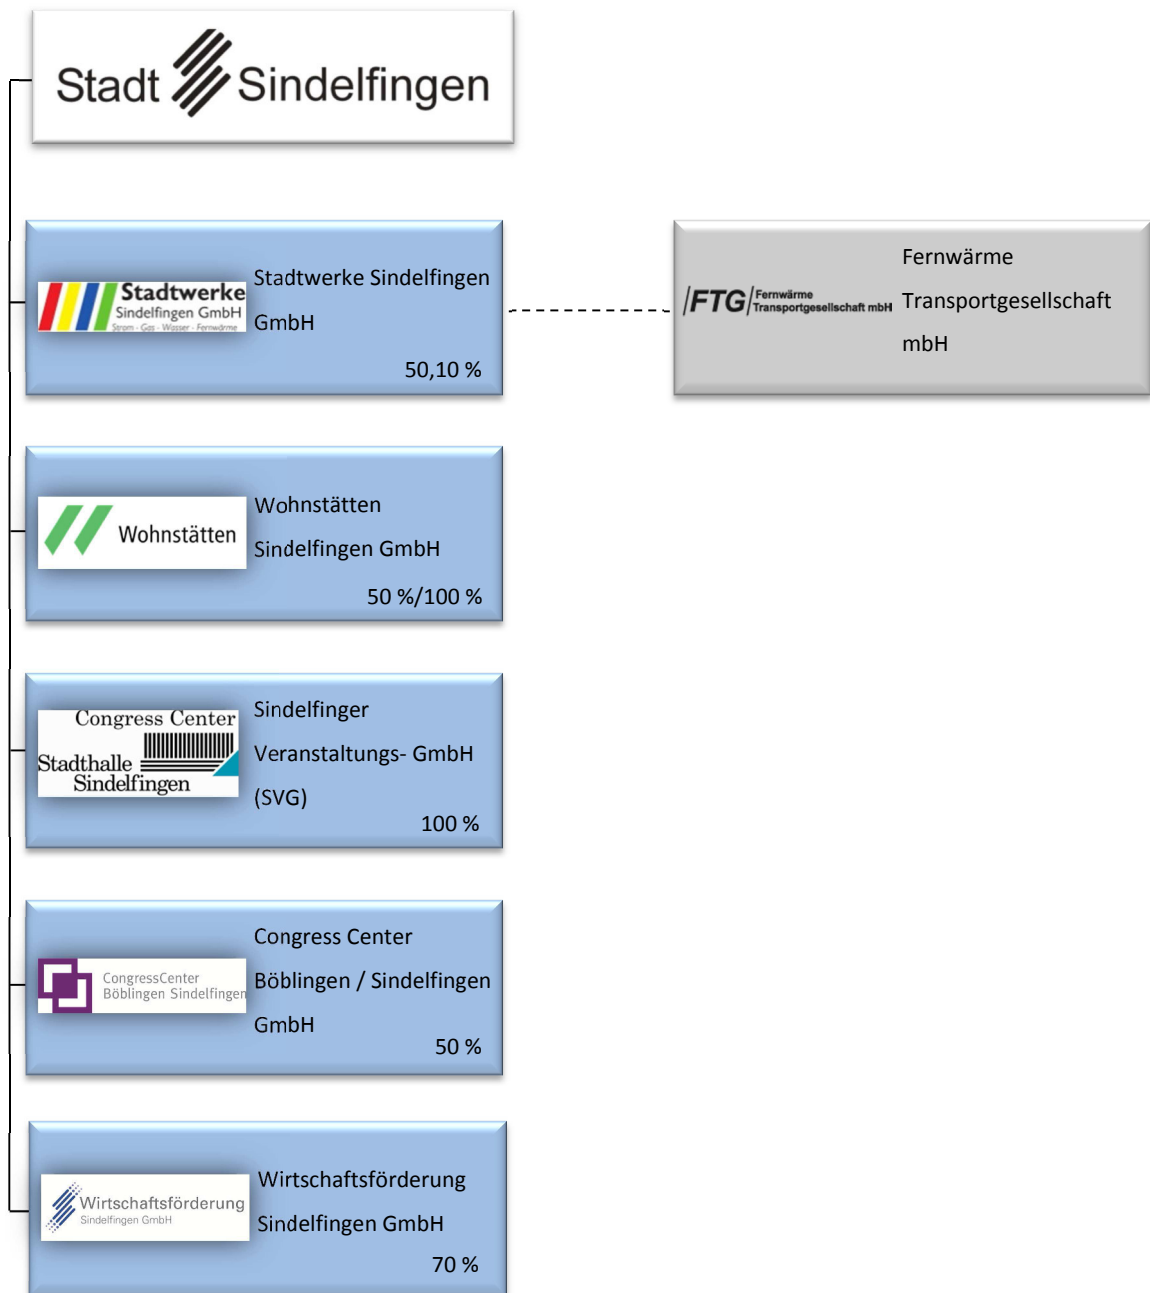 Stadt Sindelfingen
Stadtwerke
Sindelfingen GmbH
Strom - Gas - Wasser - Fernwärme
Stadtwerke Sindelfingen
GmbH
50,10 %
/FTG/ Fernwärme
Transportgesellschaft mbH
Fernwärme
Transportgesellschaft
mbH
Wohnstätten
Wohnstätten
Sindelfingen GmbH
50 %/100 %
Congress Center
Stadthalle
Sindelfingen
Sindelfinger
Veranstaltungs- GmbH
(SVG)
100 %
CongressCenter
Böblingen Sindelfingen
Congress Center
Böblingen / Sindelfingen
GmbH
50 %
Wirtschaftsförderung
Sindelfingen GmbH
Wirtschaftsförderung
Sindelfingen GmbH
70 %